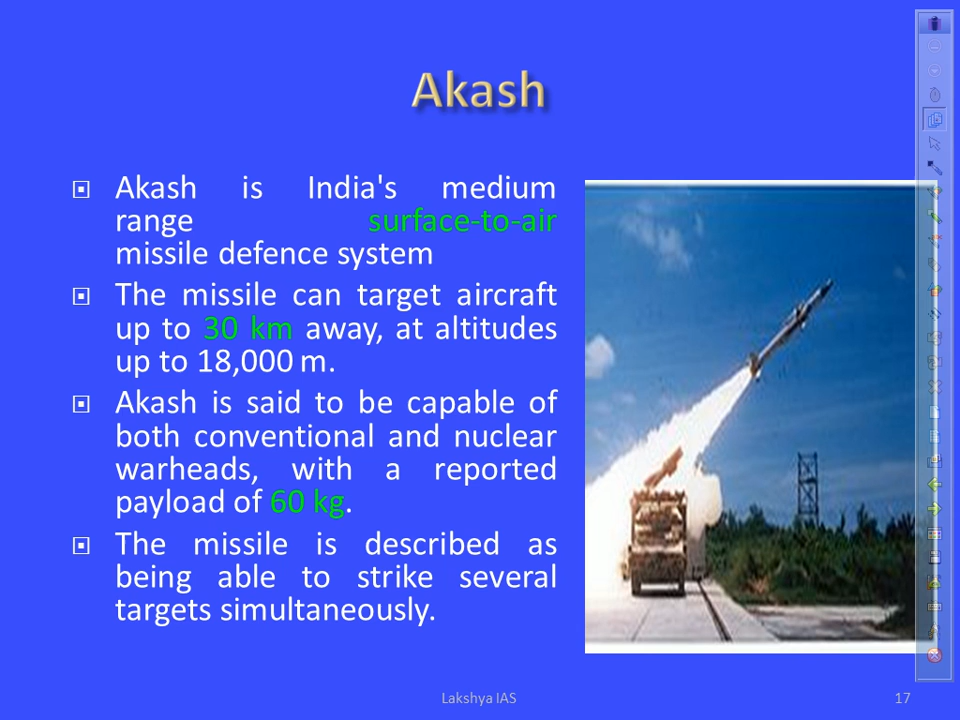 Akash
Akash is India's medium
range surface-to-air
missile defence system
The missile can target aircraft
up to 30 km away, at altitudes
up to 18,000 m.
Akash is said to be capable of
both conventional and nuclear
warheads, with a reported
payload of 60 kg.
The missile is described as
being able to strike several
targets simultaneously.
Lakshya IAS
17